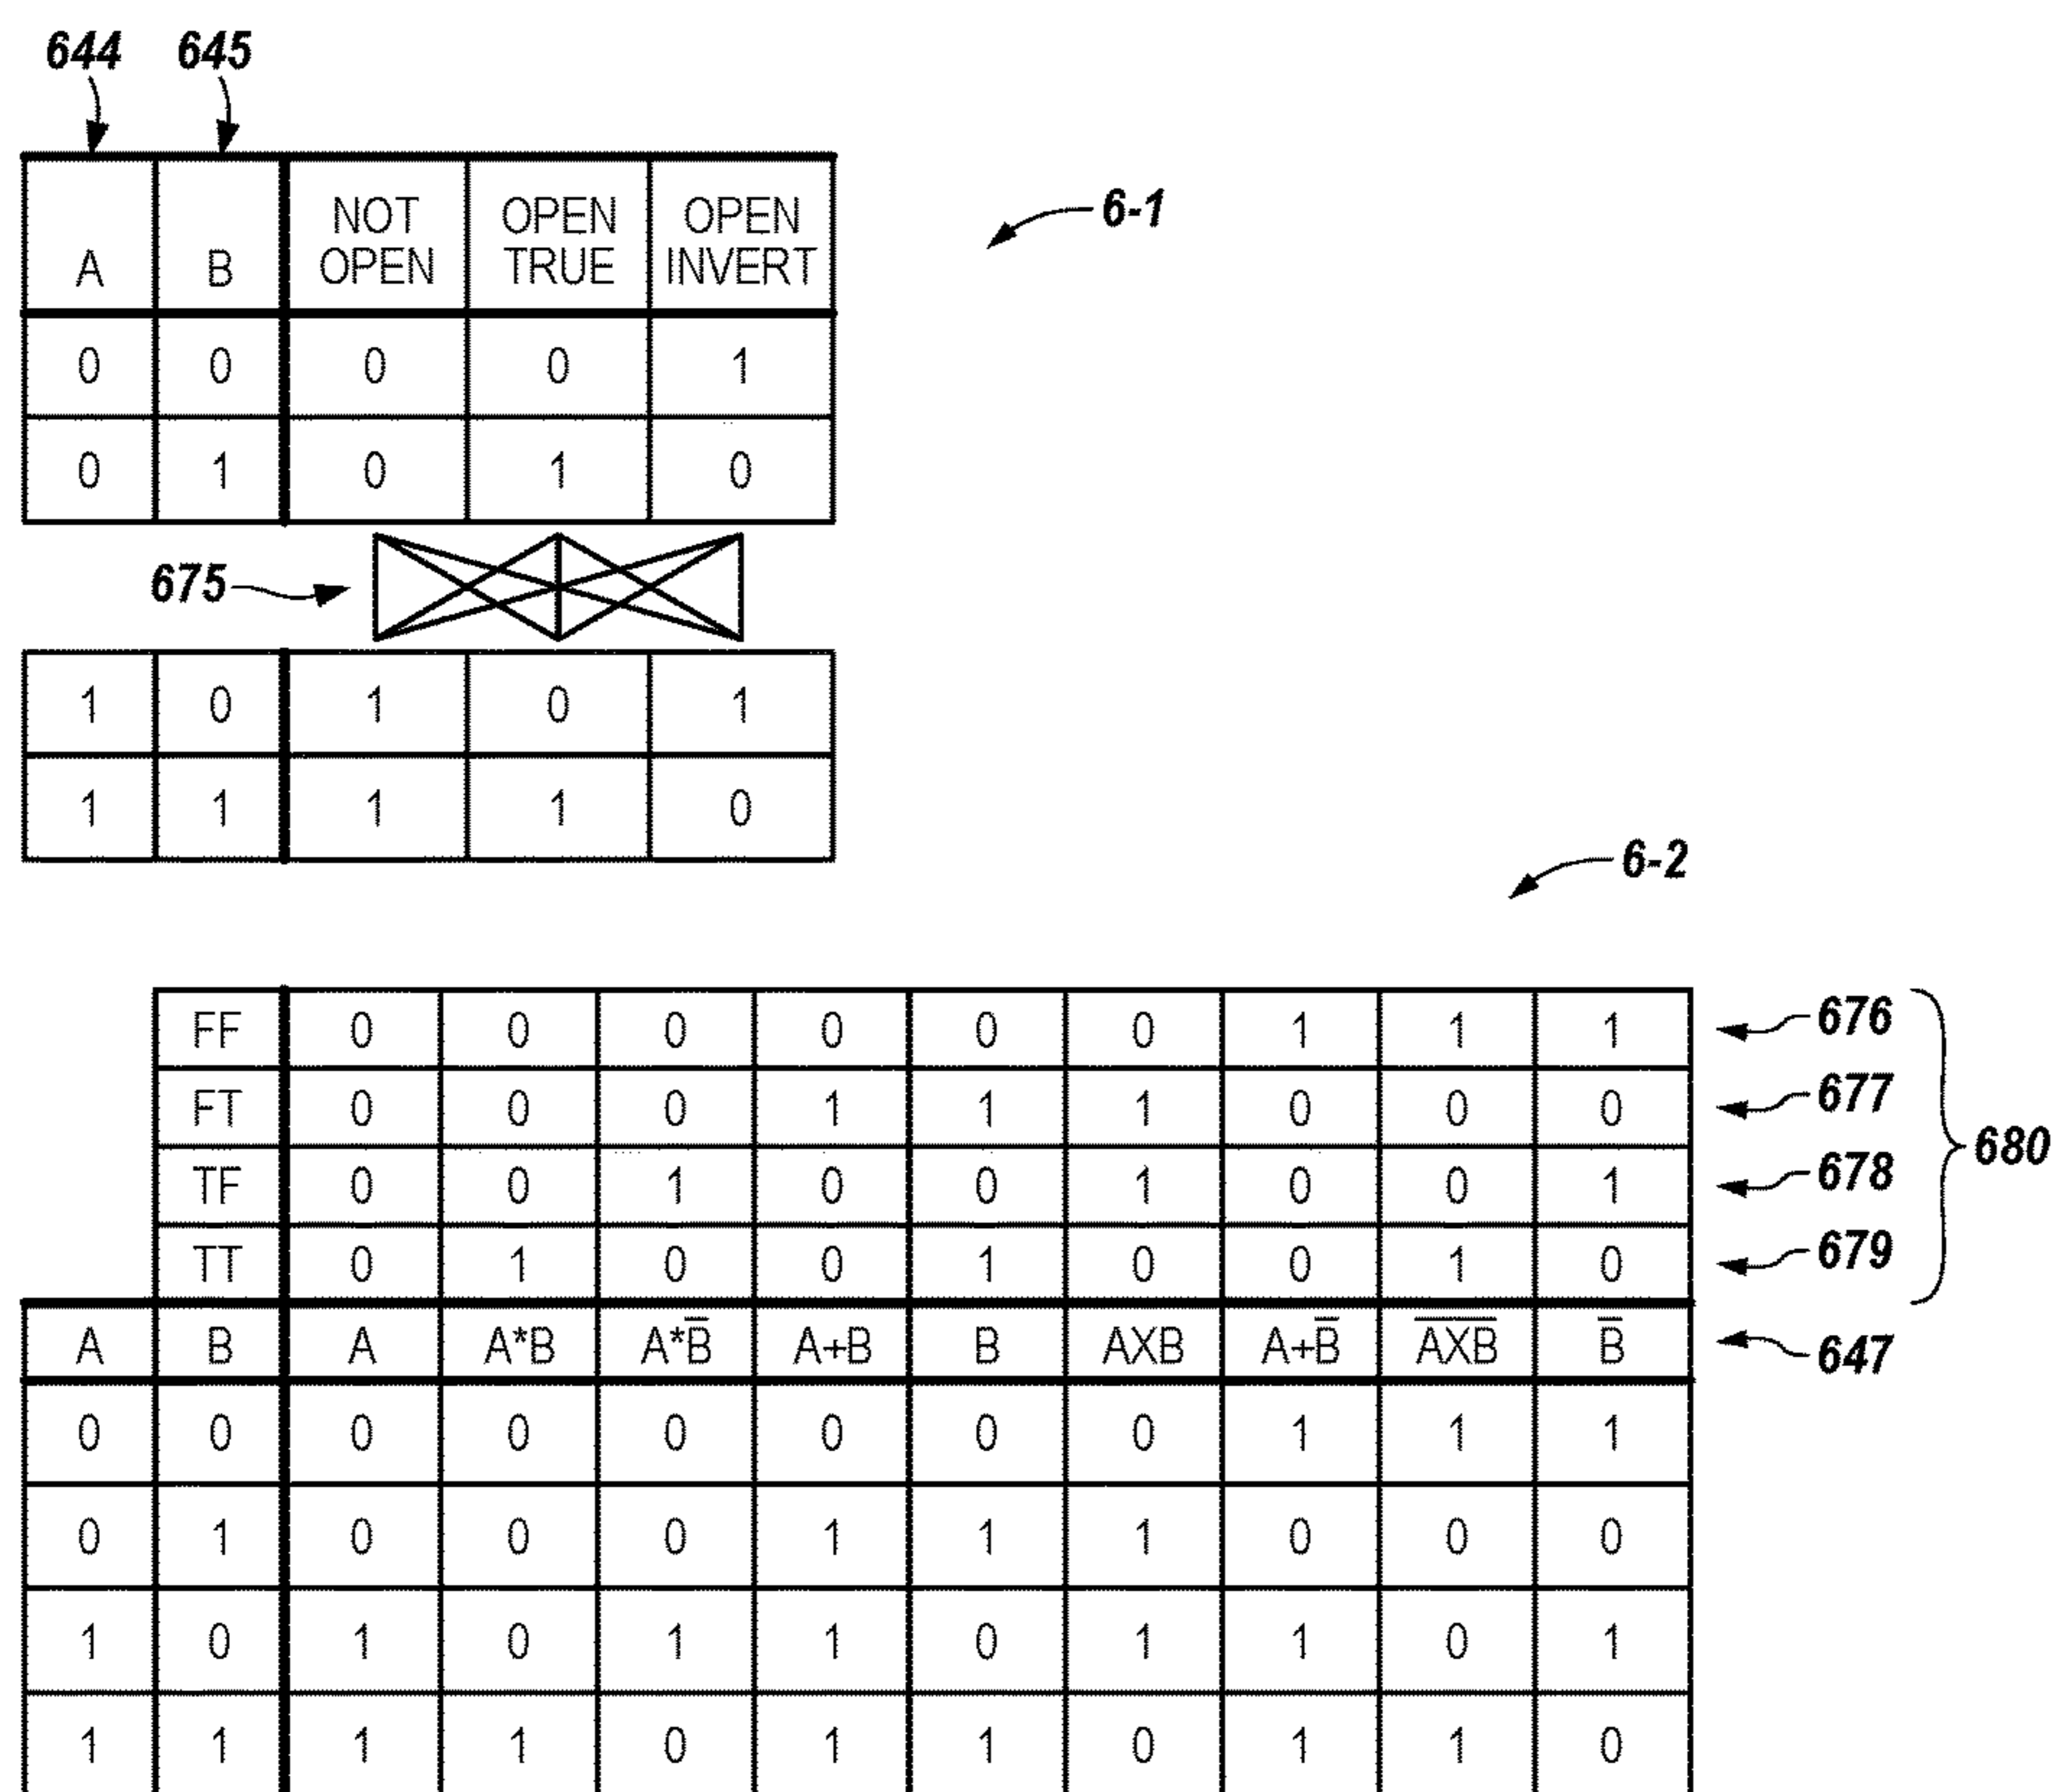 644 645
A B NOT OPEN OPEN TRUE OPEN INVERT
6-1
0 0 0 0 1
0 1 0 1 0
675
1 0 1 0 1
1 1 1 1 0
6-2
FF 0 0 0 0 0 0 1 1 1 676
FT 0 0 0 1 1 1 0 0 0 677
680
TF 0 0 1 0 0 1 0 0 1 678
TT 0 1 0 0 1 0 0 1 0 679
A B A A*B A*B̅ A+B B AXB A+B̅ A̅X̅B̅ B̅ 647
0 0 0 0 0 0 0 0 1 1 1
0 1 0 0 0 1 1 1 0 0 0
1 0 1 0 1 1 0 1 1 0 1
1 1 1 1 0 1 1 0 1 1 0